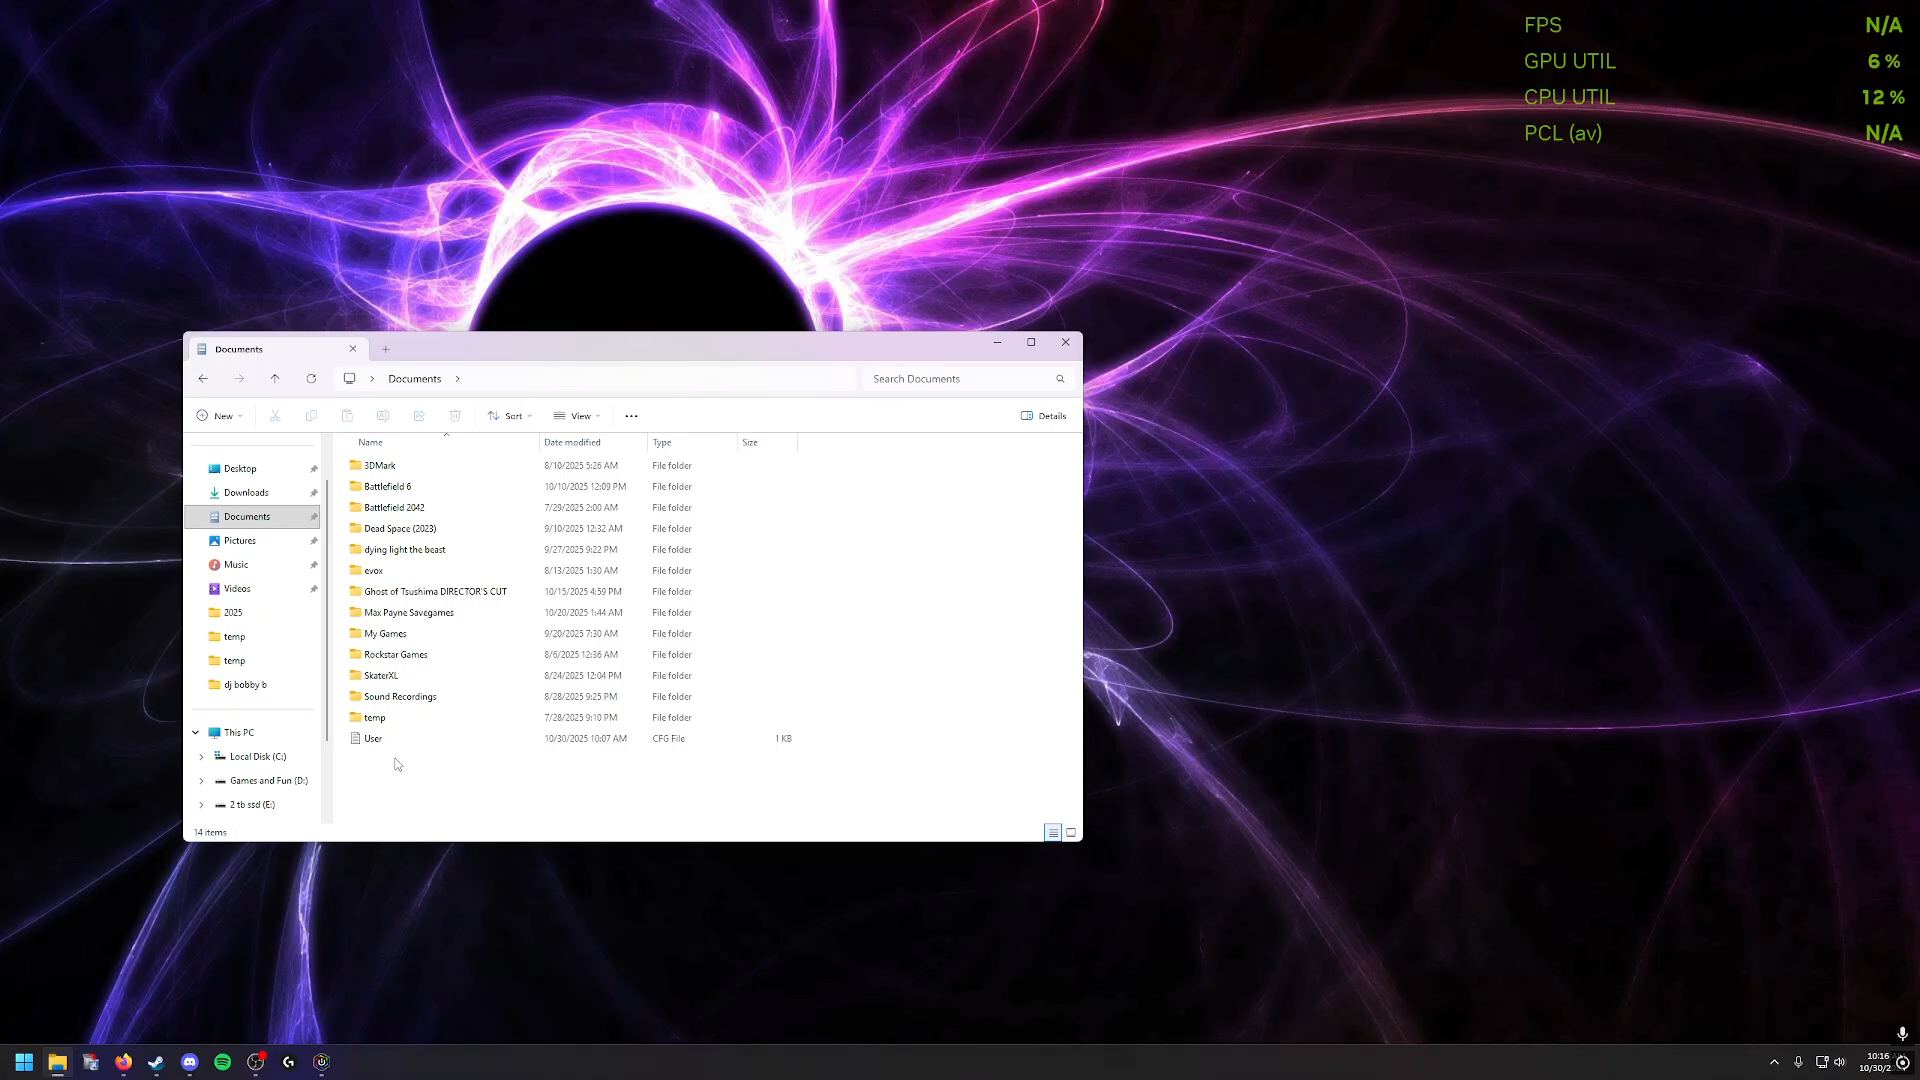 FPS N/A
GPU UTIL 6 %
CPU UTIL 12 %
PCL (av) N/A
Documents
Documents
Search Documents
New Sort View Details
Name Date modified Type Size
Desktop
Downloads
Documents
Pictures
Music
Videos
2025
temp
temp
dj bobby b
This PC
Local Disk (C:)
Games and Fun (D:)
2 tb ssd (E:)
3DMark 8/10/2025 5:26 AM File folder
Battlefield 6 10/10/2025 12:09 PM File folder
Battlefield 2042 7/29/2025 2:00 AM File folder
Dead Space (2023) 9/10/2025 12:32 AM File folder
dying light the beast 9/27/2025 9:22 PM File folder
evox 8/13/2025 1:30 AM File folder
Ghost of Tsushima DIRECTOR'S CUT 10/15/2025 4:59 PM File folder
Max Payne Savegames 10/20/2025 1:44 AM File folder
My Games 9/20/2025 7:30 AM File folder
Rockstar Games 8/6/2025 12:36 AM File folder
SkaterXL 8/24/2025 12:04 PM File folder
Sound Recordings 8/28/2025 9:25 PM File folder
temp 7/28/2025 9:10 PM File folder
User 10/30/2025 10:07 AM CFG File 1 KB
14 items
10:16
10/30/2